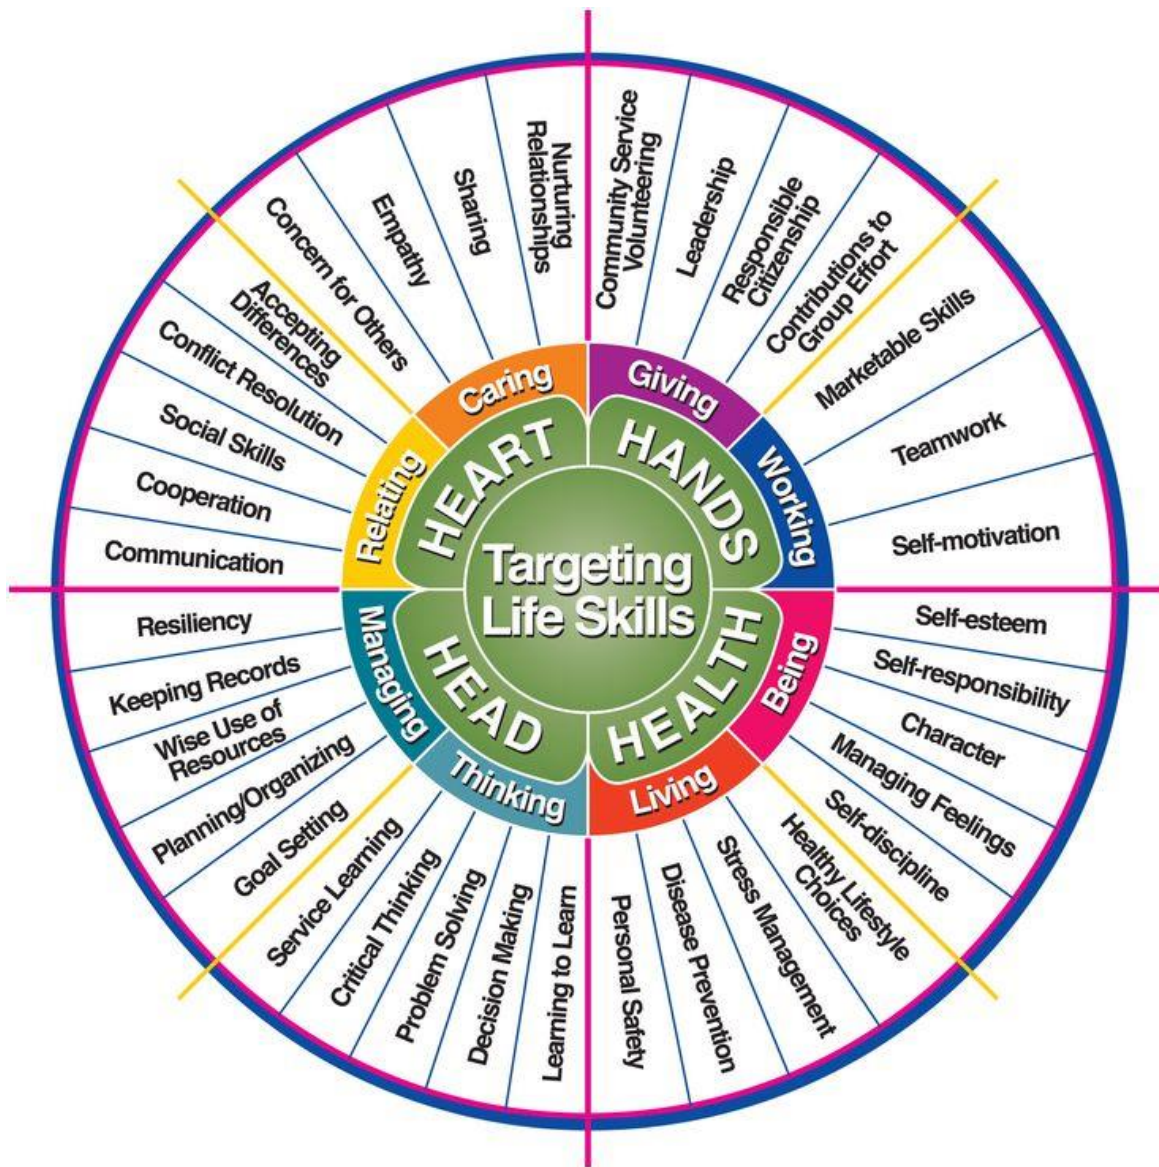 Targeting
Life Skills
HEART
HANDS
HEALTH
HEAD
Caring
Giving
Working
Being
Living
Thinking
Managing
Relating
Nurturing
Relationships
Sharing
Empathy
Concern for Others
Accepting
Differences
Conflict Resolution
Social Skills
Cooperation
Communication
Community Service
Volunteering
Leadership
Responsible
Citizenship
Contributions to
Group Effort
Marketable Skills
Teamwork
Self-motivation
Self-esteem
Self-responsibility
Character
Managing Feelings
Self-discipline
Healthy Lifestyle
Choices
Stress Management
Disease Prevention
Personal Safety
Learning to Learn
Decision Making
Problem Solving
Critical Thinking
Service Learning
Goal Setting
Planning/Organizing
Wise Use of
Resources
Keeping Records
Resiliency